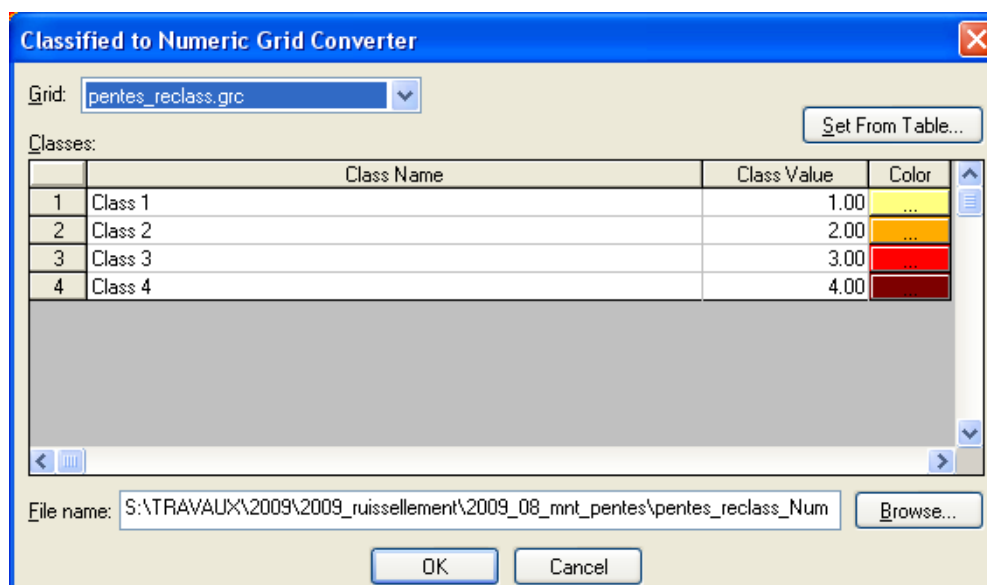 Classified to Numeric Grid Converter
Grid: pentes_reclass.grc
Set From Table...
Classes:
Class Name Class Value Color
1 Class 1 1.00 ...
2 Class 2 2.00 ...
3 Class 3 3.00 ...
4 Class 4 4.00 ...
File name: S:\TRAVAUX\2009\2009_ruissellement\2009_08_mnt_pentes\pentes_reclass_Num Browse...
OK Cancel